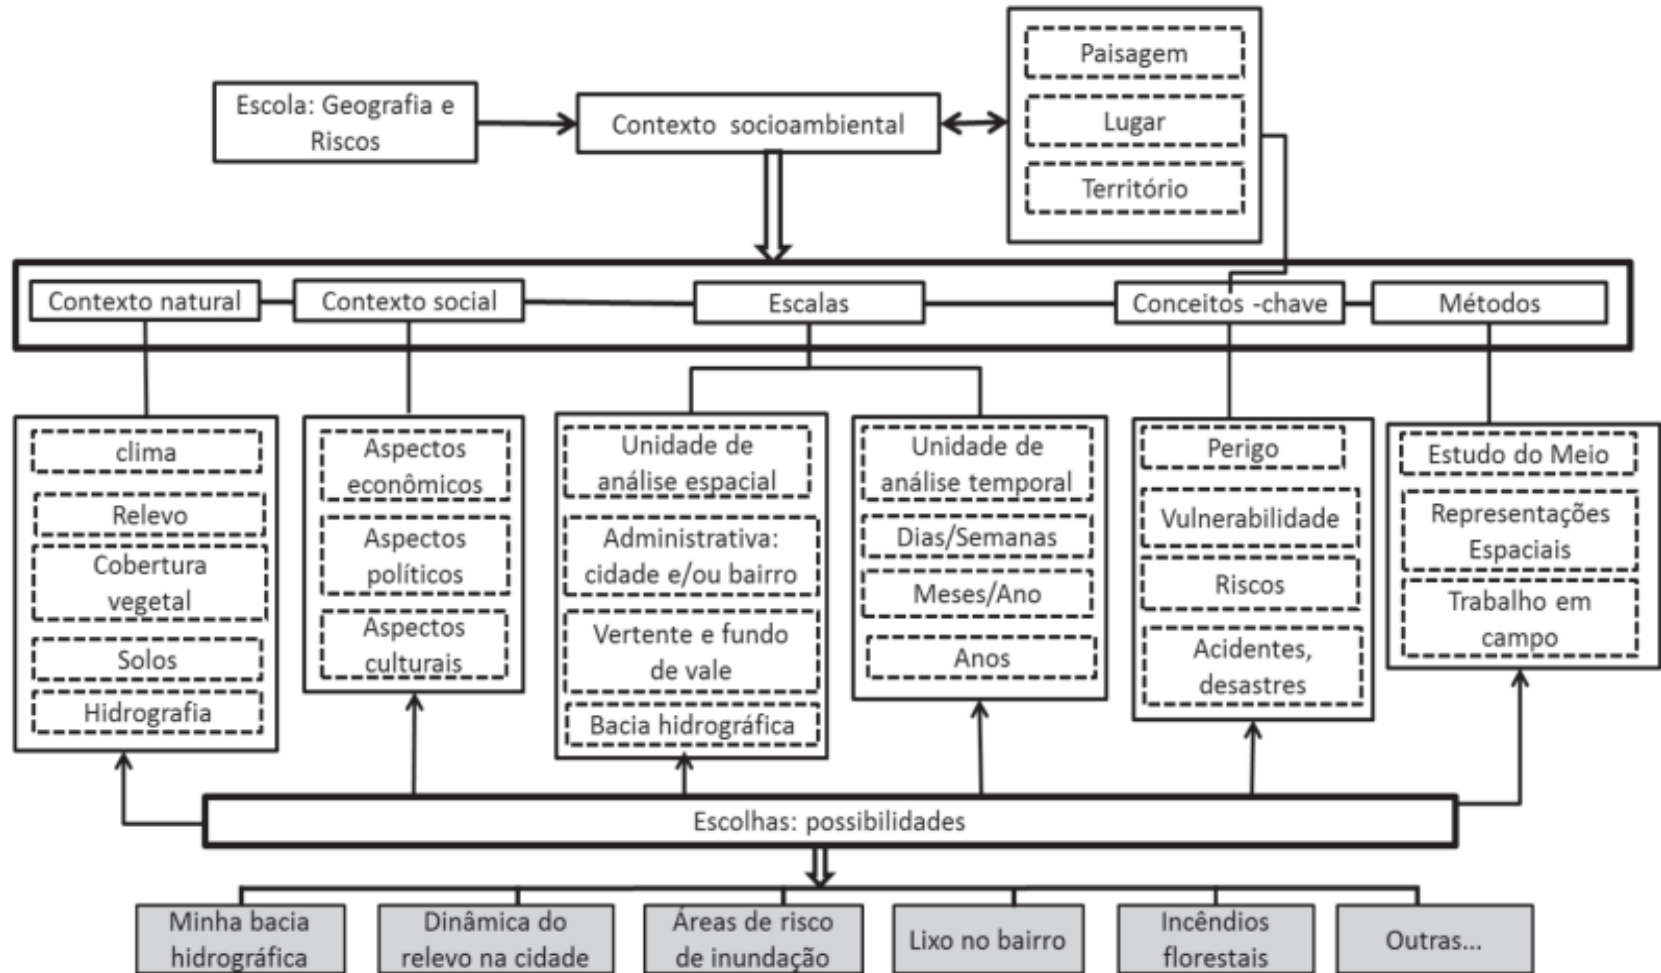 Escola: Geografia e
Riscos
Contexto socioambiental
Paisagem
Lugar
Território
Contexto natural
Contexto social
Escalas
Conceitos -chave
Métodos
clima
Relevo
Cobertura
vegetal
Solos
Hidrografia
Aspectos
econômicos
Aspectos
políticos
Aspectos
culturais
Unidade de
análise espacial
Administrativa:
cidade e/ou bairro
Vertente e fundo
de vale
Bacia hidrográfica
Unidade de
análise temporal
Dias/Semanas
Meses/Ano
Anos
Perigo
Vulnerabilidade
Riscos
Acidentes,
desastres
Estudo do Meio
Representações
Espaciais
Trabalho em
campo
Escolhas: possibilidades
Minha bacia
hidrográfica
Dinâmica do
relevo na cidade
Áreas de risco
de inundação
Lixo no bairro
Incêndios
florestais
Outras...